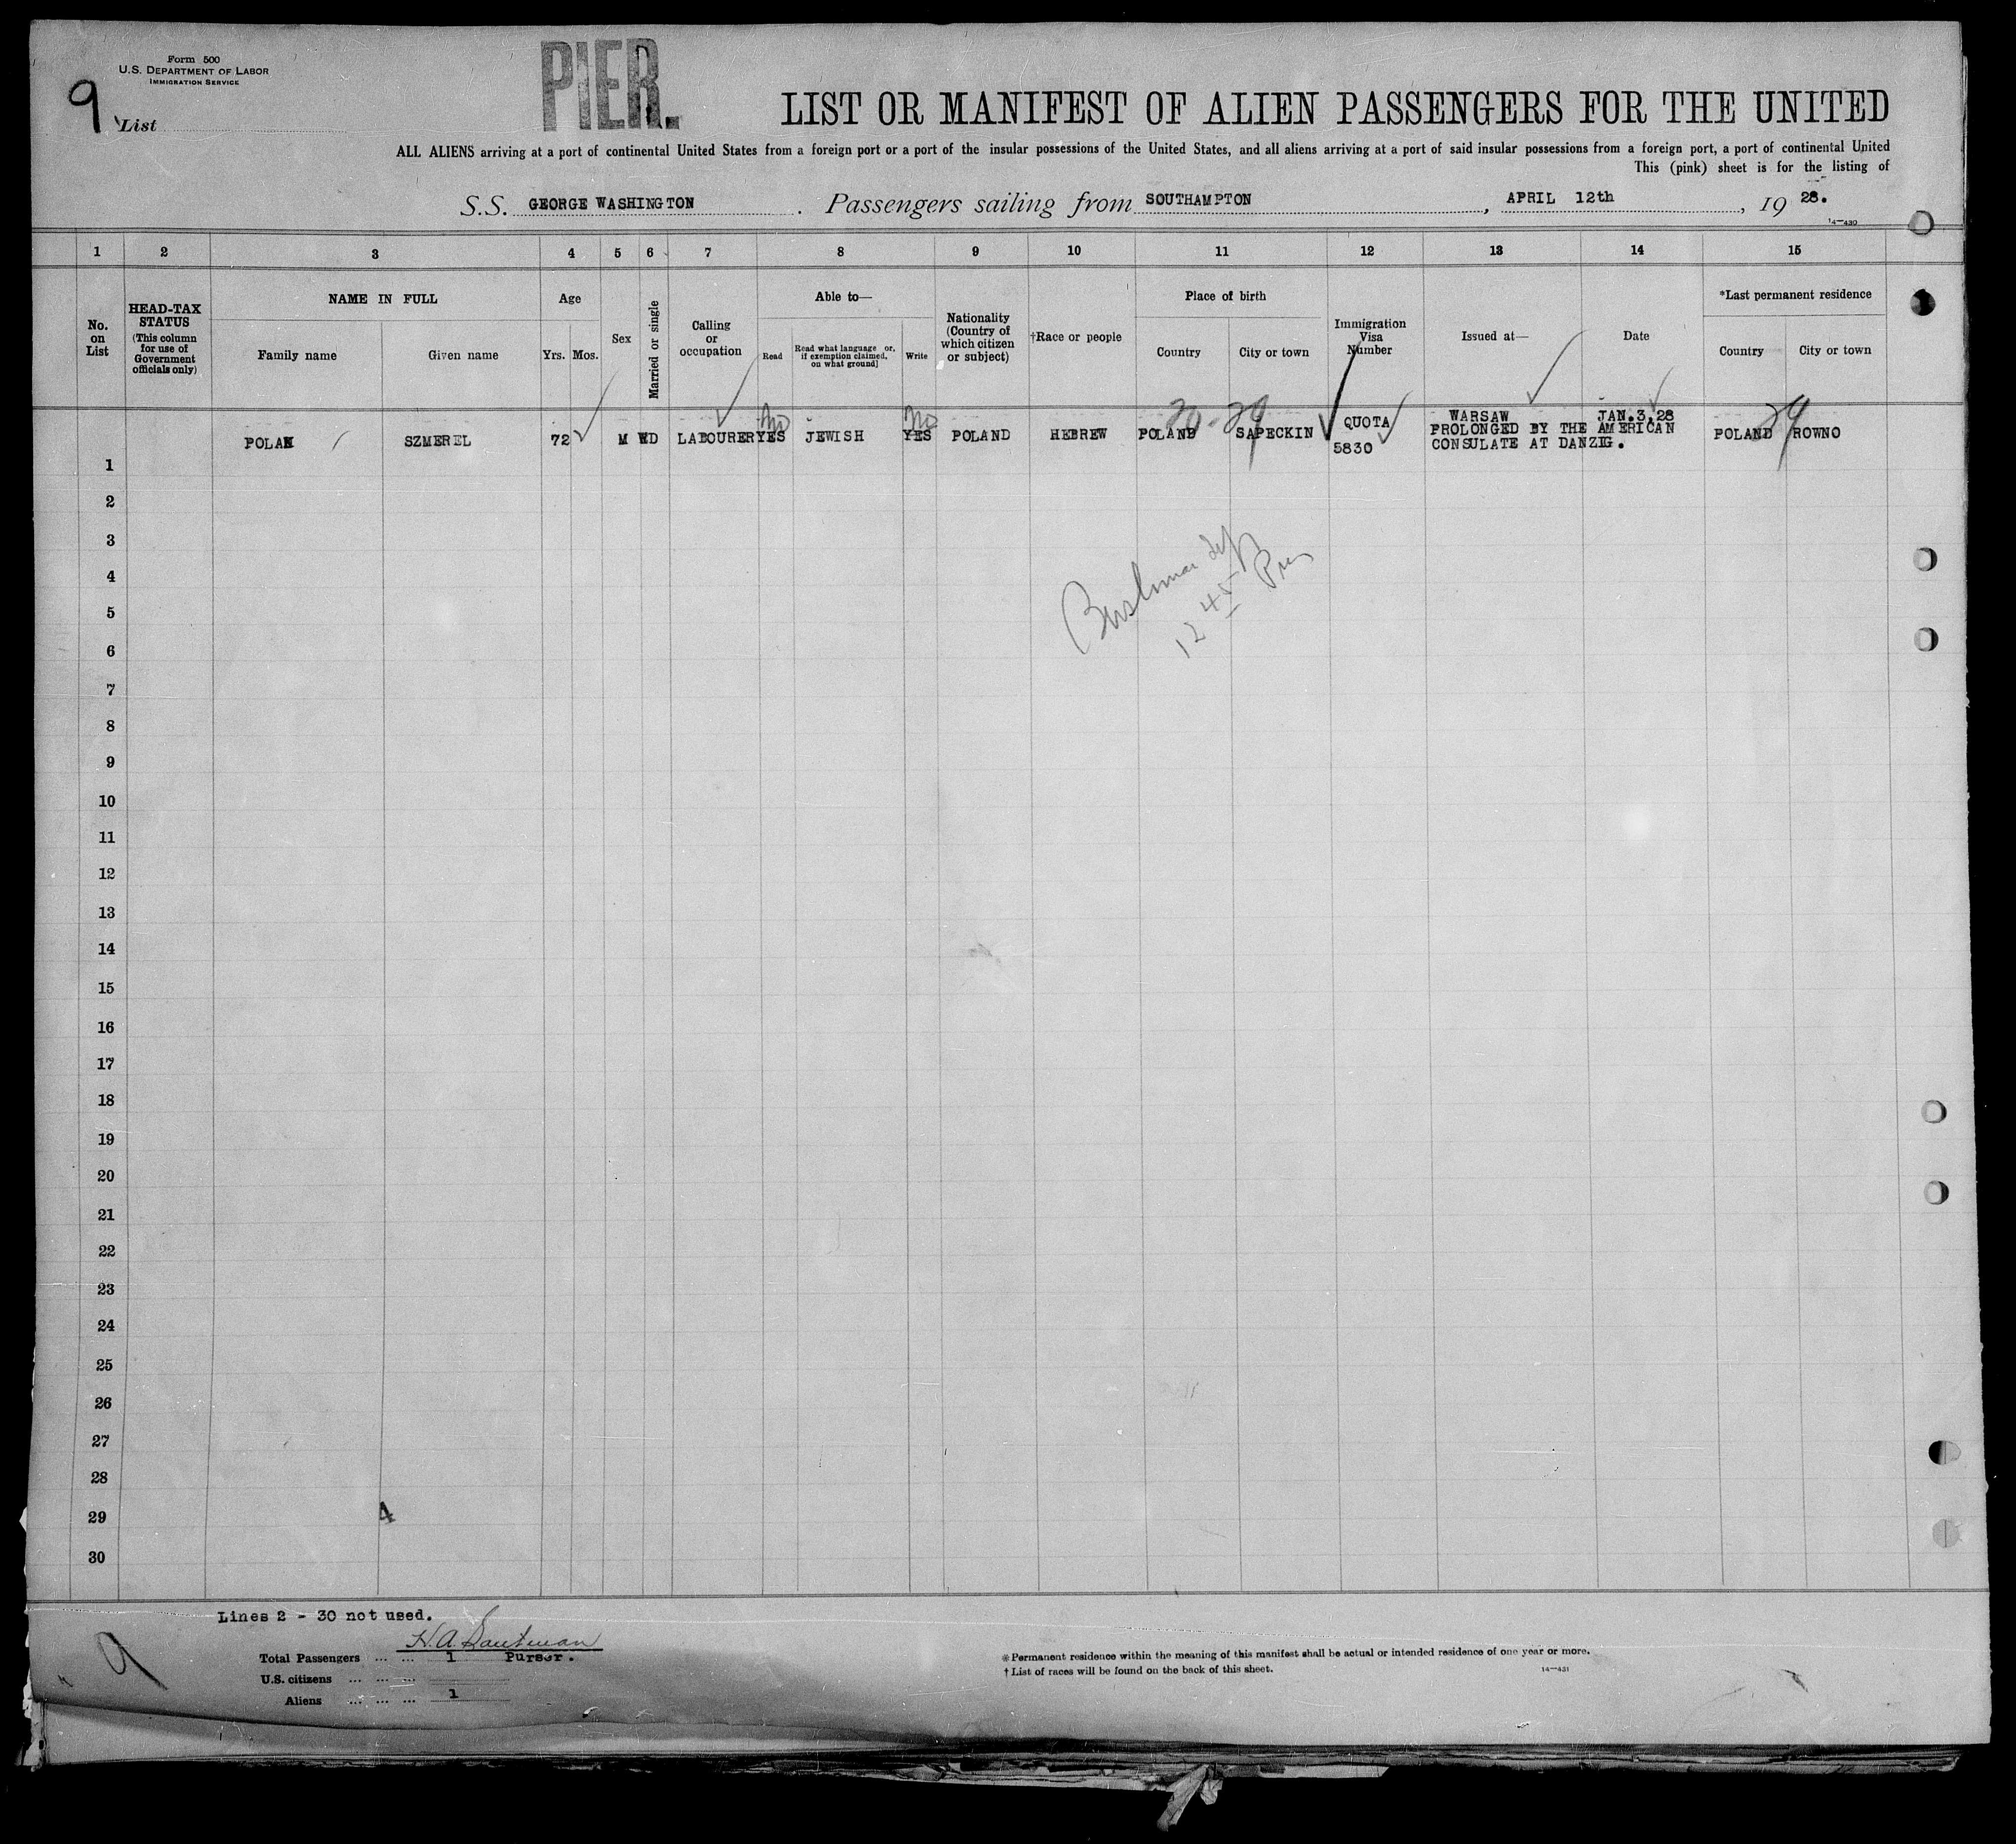 Form 500
U.S. DEPARTMENT OF LABOR
IMMIGRATION SERVICE
PIER.
9
List
LIST OR MANIFEST OF ALIEN PASSENGERS FOR THE UNITED
ALL ALIENS arriving at a port of continental United States from a foreign port or a port of the insular possessions of the United States, and all aliens arriving at a port of said insular possessions from a foreign port, a port of continental United
This (pink) sheet is for the listing of
S.S. GEORGE WASHINGTON . Passengers sailing from SOUTHAMPTON , APRIL 12th , 19 28.
14—430
1 2 3 4 5 6 7 8 9 10 11 12 13 14 15
No. on List
HEAD-TAX STATUS
(This column for use of Government officials only)
NAME IN FULL
Family name Given name
Age
Yrs. Mos.
Sex
Married or single
Calling or occupation
Able to—
Read
Read what language or, if exemption claimed, on what ground]
Write
Nationality (Country of which citizen or subject)
†Race or people
Place of birth
Country City or town
Immigration Visa Number
Issued at—
Date
*Last permanent residence
Country City or town
No No 29 29
POLAK SZMEREL 72 M WD LABOURER YES JEWISH YES POLAND HEBREW POLAND SAPECKIN QUOTA 5830 WARSAW JAN.3,28 POLAND ROWNO
PROLONGED BY THE AMERICAN
CONSULATE AT DANZIG.
1
2
3
4
5
6
7
8
9
10
11
12
13
14
15
16
17
18
19
20
21
22
23
24
25
26
27
28
29
30
12 45
4
Lines 2 - 30 not used.
9
Total Passengers ... ... 1 Purser.
U.S. citizens ... ... ...
Aliens ... ... ... 1
* Permanent residence within the meaning of this manifest shall be actual or intended residence of one year or more.
† List of races will be found on the back of this sheet.
14—431